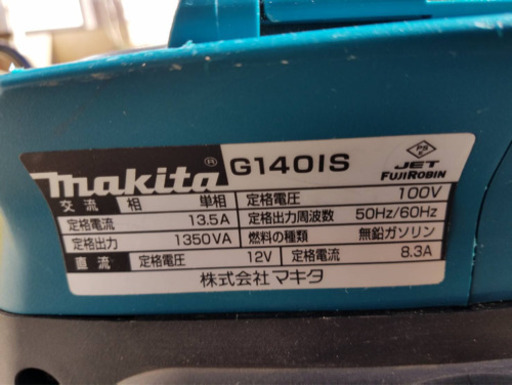 makita® G140IS
PS E
JET
FUJIROBIN
交流 相 単相 定格電圧 100V
定格電流 13.5A 定格出力周波数 50Hz/60Hz
定格出力 1350VA 燃料の種類 無鉛ガソリン
直流 定格電圧 12V 定格電流 8.3A
株式会社マキタ